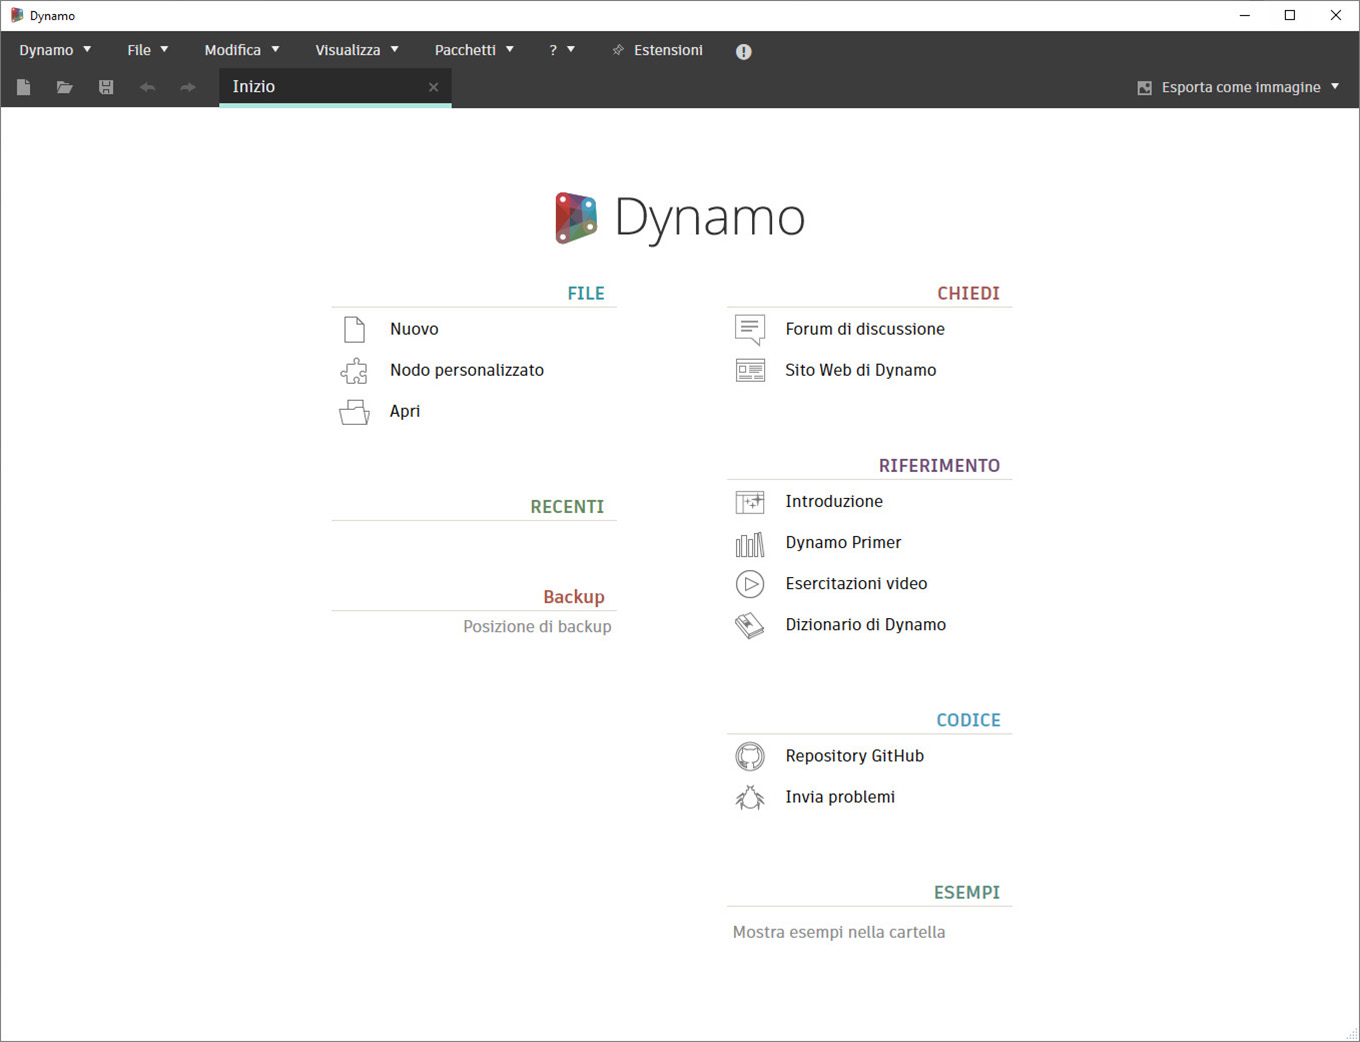 Dynamo
Dynamo File Modifica Visualizza Pacchetti ? Estensioni
Inizio Esporta come immagine
Dynamo
FILE
Nuovo
Nodo personalizzato
Apri
RECENTI
Backup
Posizione di backup
CHIEDI
Forum di discussione
Sito Web di Dynamo
RIFERIMENTO
Introduzione
Dynamo Primer
Esercitazioni video
Dizionario di Dynamo
CODICE
Repository GitHub
Invia problemi
ESEMPI
Mostra esempi nella cartella